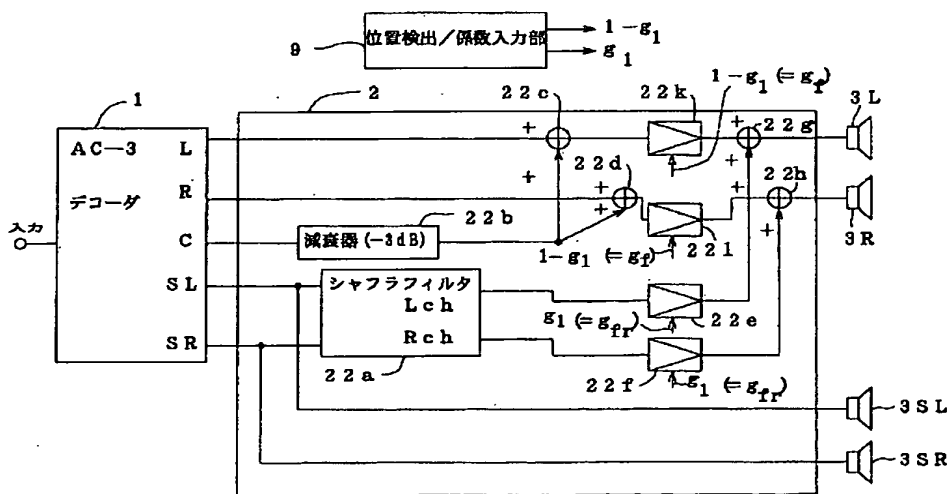 9
位置検出/係数入力部
1-g1
g1
1
2
22c
22k
1-g1 (=gf)
22g
3L
AC-3
デコーダ
L
R
C
SL
SR
入力
+
+
22d
+
+
+
+
22h
+
+
3R
22b
減衰器(-3dB)
1-g1 (=gf)
22l
シャフラフィルタ
Lch
Rch
22a
g1 (=gfr)
22e
22f
g1 (=gfr)
3SL
3SR